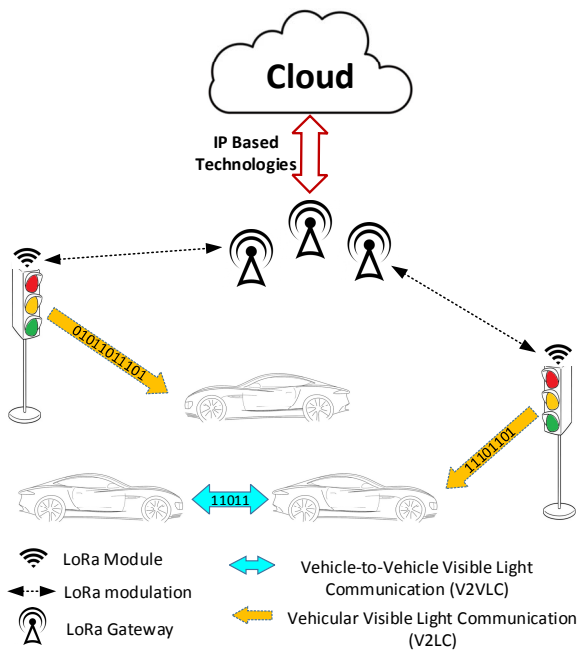 Cloud
IP Based
Technologies
01011011101
11101101
11011
LoRa Module
LoRa modulation
LoRa Gateway
Vehicle-to-Vehicle Visible Light
Communication (V2VLC)
Vehicular Visible Light Communication
(V2LC)